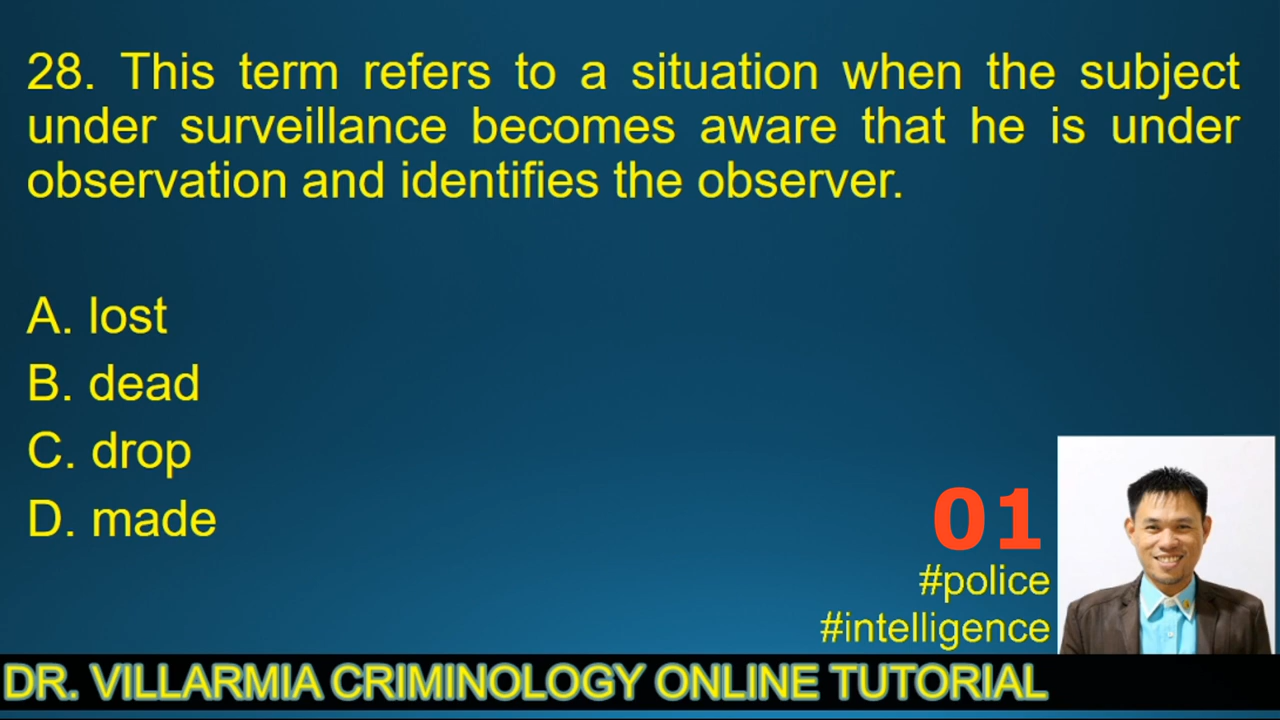 28. This term refers to a situation when the subject
under surveillance becomes aware that he is under
observation and identifies the observer.
A. lost
B. dead
C. drop
D. made
01
#police
#intelligence
DR. VILLARMIA CRIMINOLOGY ONLINE TUTORIAL